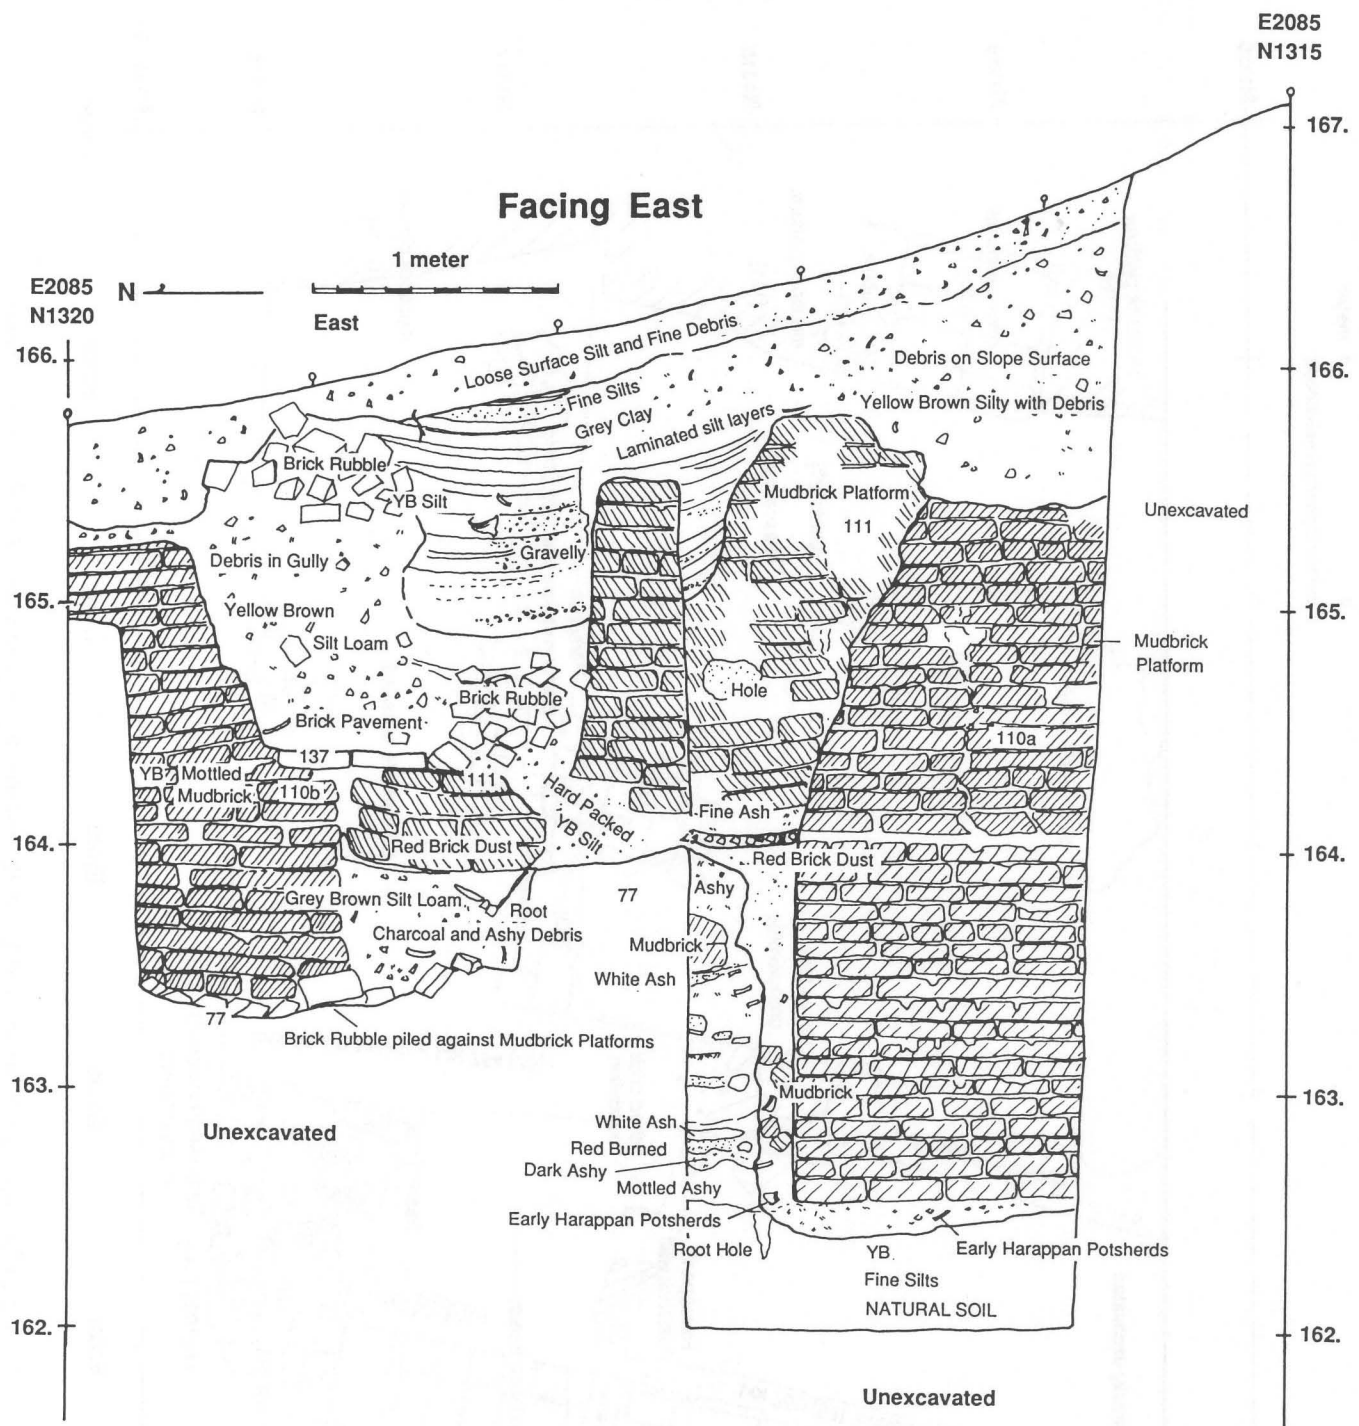 E2085
N1315
167.
Facing East
1 meter
E2085
N1320
N
East
166.
166.
Loose Surface Silt and Fine Debris
Debris on Slope Surface
Fine Silts
Yellow Brown Silty with Debris
Grey Clay
Laminated silt layers
Brick Rubble
YB Silt
Mudbrick Platform
111
Unexcavated
Gravelly
Debris in Gully
165.
165.
Yellow Brown
Silt Loam
Mudbrick
Platform
Hole
Brick Rubble
Brick Pavement
110a
137
YB
Mottled
Mudbrick
110b
111
Hard Packed
YB Silt
Fine Ash
164.
164.
Red Brick Dust
Red Brick Dust
Ashy
77
Grey Brown Silt Loam
Root
Charcoal and Ashy Debris
Mudbrick
White Ash
77
Brick Rubble piled against Mudbrick Platforms
163.
163.
Mudbrick
White Ash
Unexcavated
Red Burned
Dark Ashy
Mottled Ashy
Early Harappan Potsherds
Root Hole
YB.
Early Harappan Potsherds
Fine Silts
NATURAL SOIL
162.
162.
Unexcavated